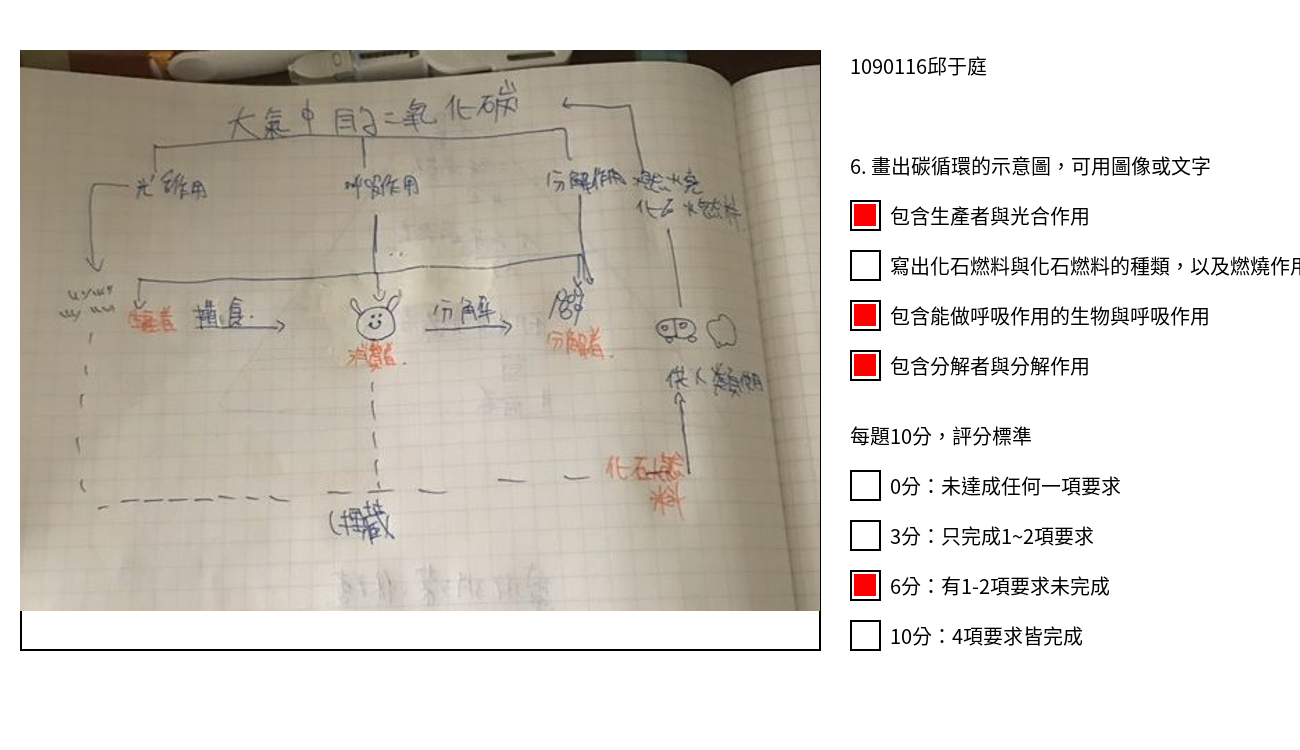 大氣中的二氧化碳
光合作用
呼吸作用
分解作用
燃燒
化石燃料
生產者
攝食
消費者
分解
分解者
供人類使用
化石燃料
(埋藏
1090116邱于庭
6. 畫出碳循環的示意圖，可用圖像或文字
包含生產者與光合作用
寫出化石燃料與化石燃料的種類，以及燃燒作用
包含能做呼吸作用的生物與呼吸作用
包含分解者與分解作用
每題10分，評分標準
0分：未達成任何一項要求
3分：只完成1~2項要求
6分：有1-2項要求未完成
10分：4項要求皆完成